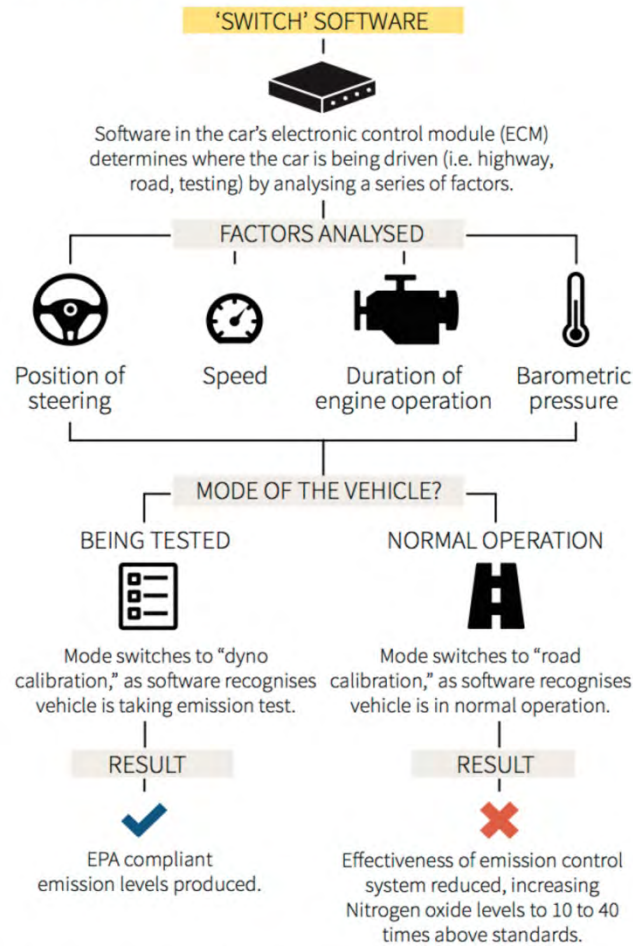 ‘SWITCH’ SOFTWARE
Software in the car’s electronic control module (ECM)
determines where the car is being driven (i.e. highway,
road, testing) by analysing a series of factors.
FACTORS ANALYSED
Position of
steering
Speed
Duration of
engine operation
Barometric
pressure
MODE OF THE VEHICLE?
BEING TESTED
Mode switches to “dyno
calibration,” as software recognises
vehicle is taking emission test.
RESULT
EPA compliant
emission levels produced.
NORMAL OPERATION
Mode switches to “road
calibration,” as software recognises
vehicle is in normal operation.
RESULT
Effectiveness of emission control
system reduced, increasing
Nitrogen oxide levels to 10 to 40
times above standards.